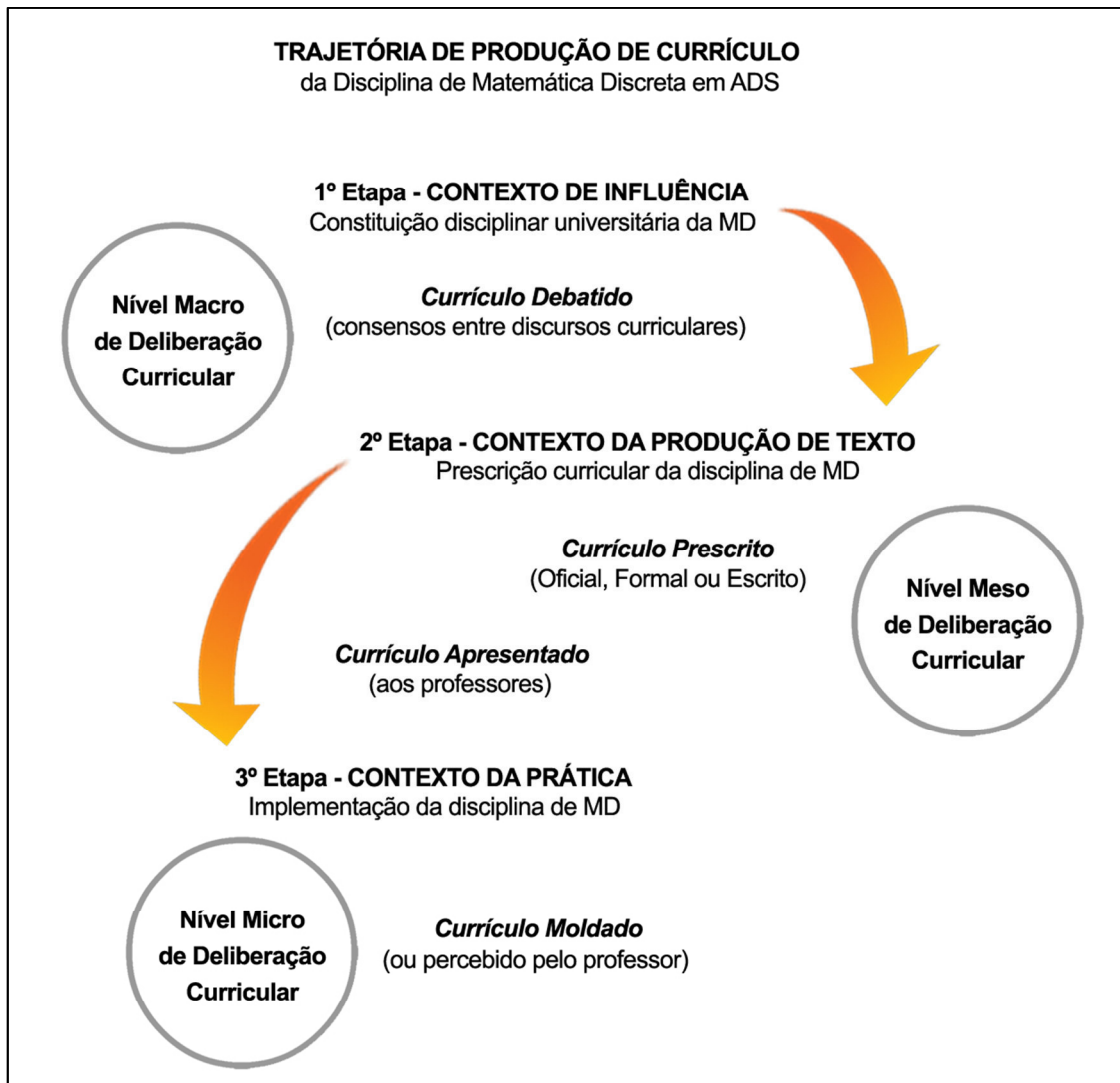 TRAJETÓRIA DE PRODUÇÃO DE CURRÍCULO
da Disciplina de Matemática Discreta em ADS
1º Etapa - CONTEXTO DE INFLUÊNCIA
Constituição disciplinar universitária da MD
Nível Macro
de Deliberação
Curricular
Currículo Debatido
(consensos entre discursos curriculares)
2º Etapa - CONTEXTO DA PRODUÇÃO DE TEXTO
Prescrição curricular da disciplina de MD
Currículo Prescrito
(Oficial, Formal ou Escrito)
Nível Meso
de Deliberação
Curricular
Currículo Apresentado
(aos professores)
3º Etapa - CONTEXTO DA PRÁTICA
Implementação da disciplina de MD
Nível Micro
de Deliberação
Curricular
Currículo Moldado
(ou percebido pelo professor)